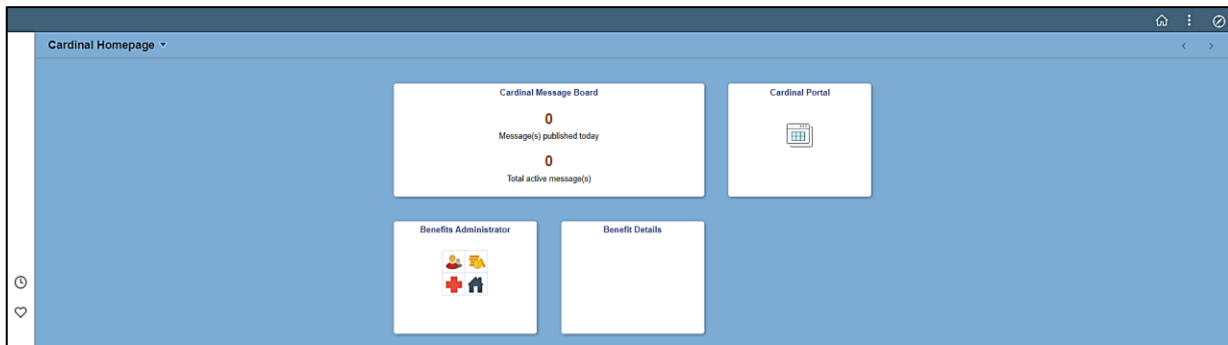 Cardinal Homepage
Cardinal Message Board
0
Message(s) published today
0
Total active message(s)
Cardinal Portal
Benefits Administrator
Benefit Details